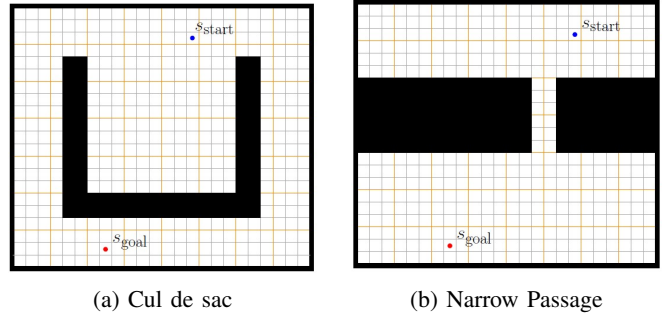 s_start
s_goal
(a) Cul de sac
s_start
s_goal
(b) Narrow Passage